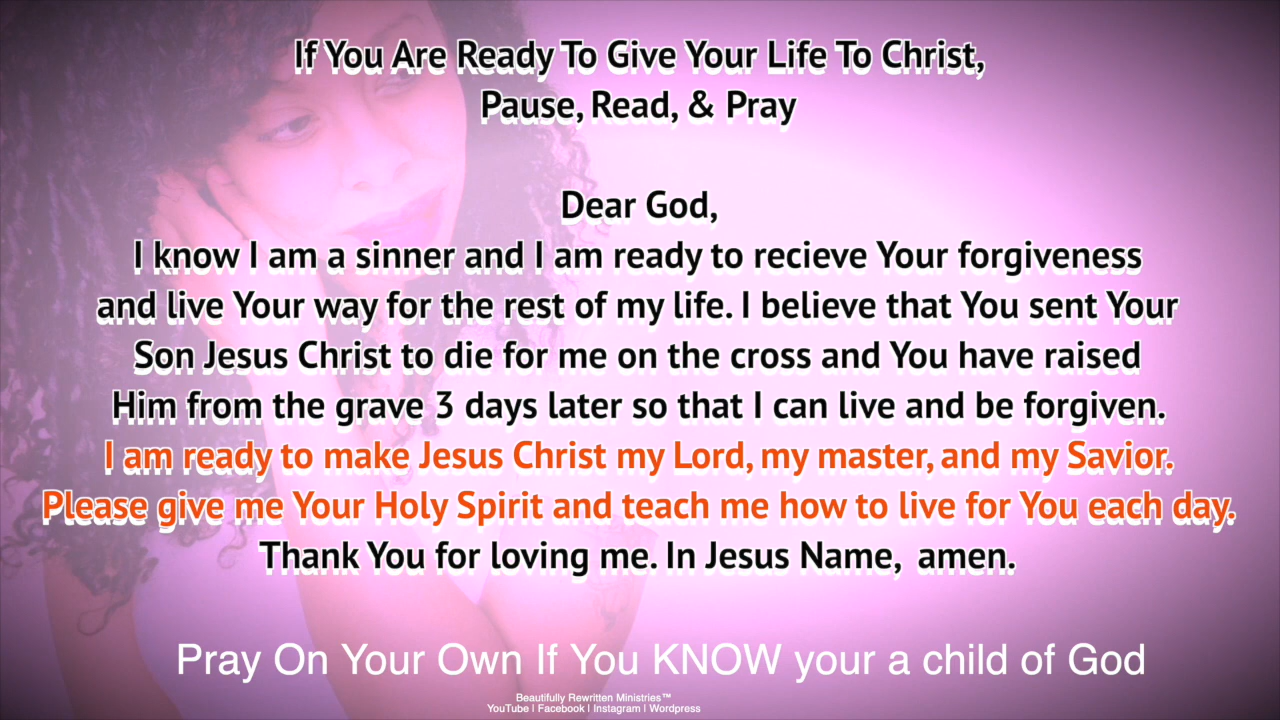 If You Are Ready To Give Your Life To Christ,
Pause, Read, & Pray
Dear God,
I know I am a sinner and I am ready to recieve Your forgiveness
and live Your way for the rest of my life. I believe that You sent Your
Son Jesus Christ to die for me on the cross and You have raised
Him from the grave 3 days later so that I can live and be forgiven.
I am ready to make Jesus Christ my Lord, my master, and my Savior.
Please give me Your Holy Spirit and teach me how to live for You each day.
Thank You for loving me. In Jesus Name,  amen.
Pray On Your Own If You KNOW your a child of God
Beautifully Rewritten Ministries™
YouTube | Facebook | Instagram | Wordpress